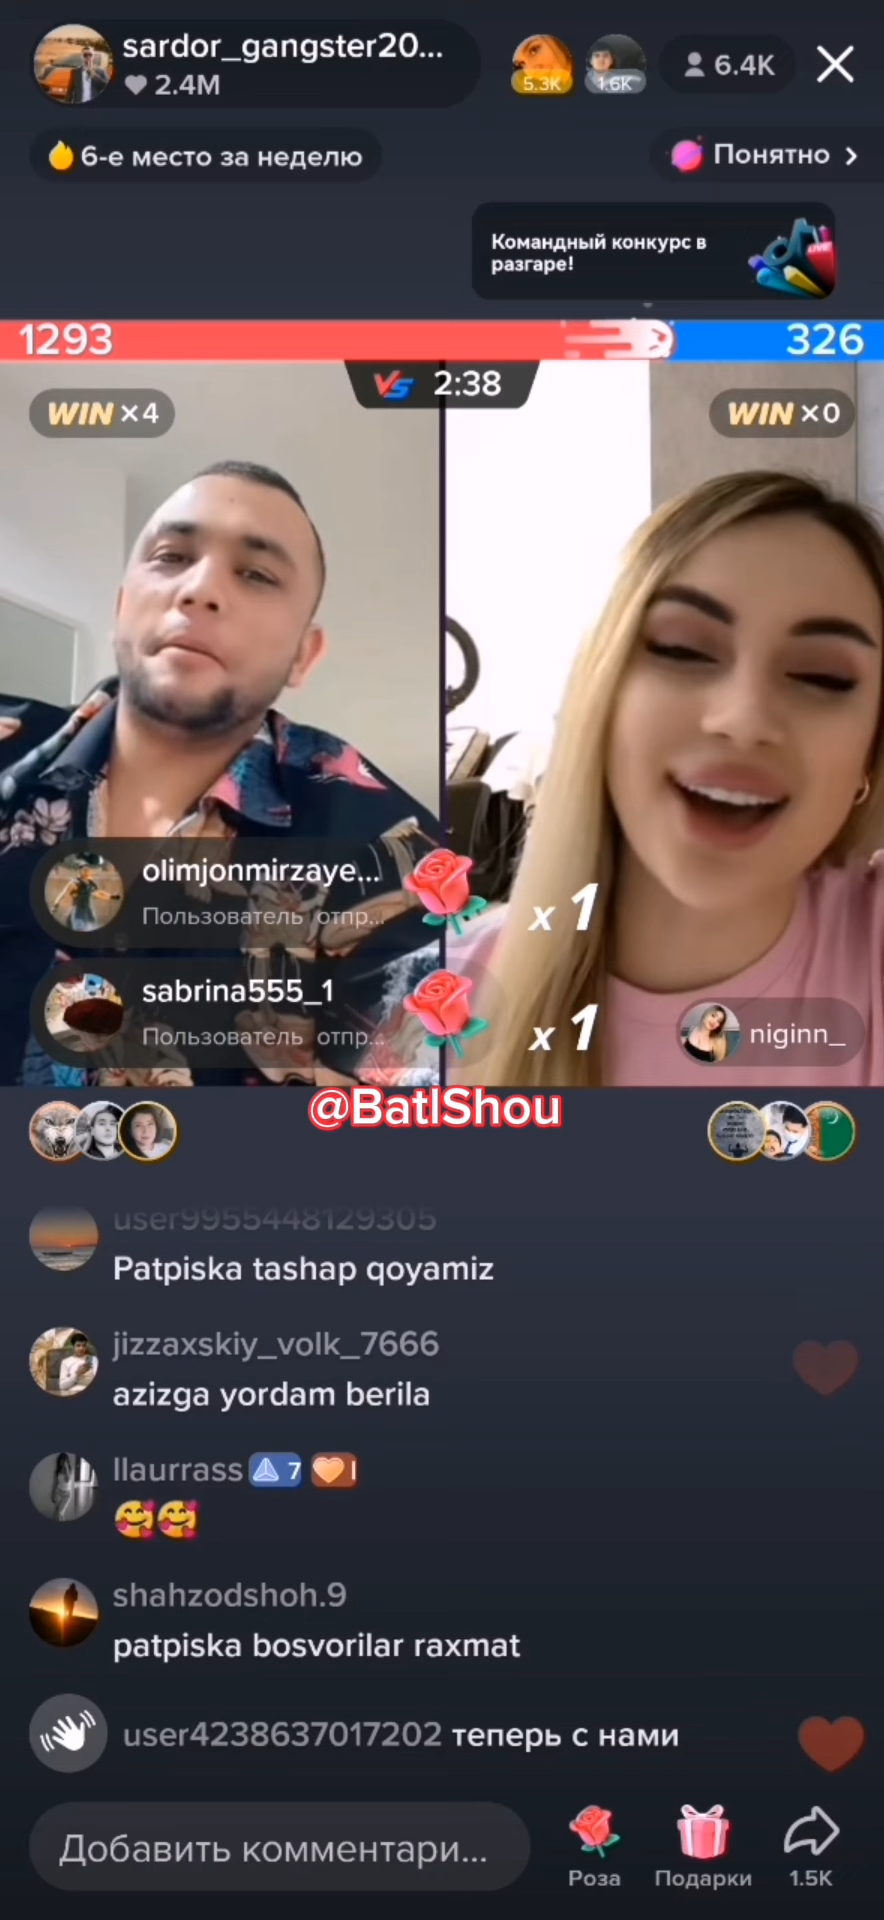 sardor_gangster20...
2.4M
5.3K
1.6K
6.4K
6-е место за неделю
Понятно
Командный конкурс в
разгаре!
LIVE
1293
326
VS 2:38
WIN ×4
WIN ×0
olimjonmirzaye...
Пользователь отпр...
x 1
sabrina555_1
Пользователь отпр...
x 1
niginn_
@BatlShou
user9955448129305
Patpiska tashap qoyamiz
jizzaxskiy_volk_7666
azizga yordam berila
llaurrass 7 I
🥰🥰
shahzodshoh.9
patpiska bosvorilar raxmat
user4238637017202 теперь с нами
Добавить комментари...
Роза
Подарки
1.5K